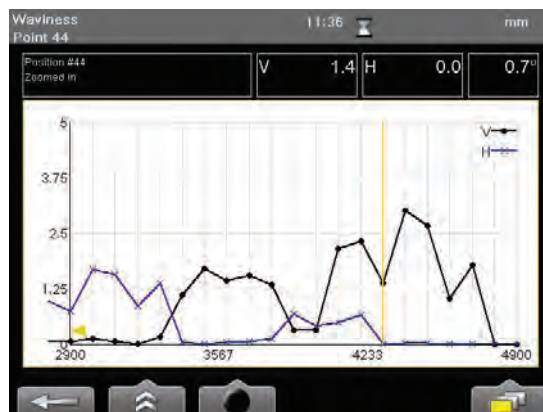 Waviness 11:36 mm
Point 44
Position #44
Zoomed in
V 1.4 H 0.0 0.7°
5
V
H
3.75
2.5
1.25
0
2900 3567 4233 4900